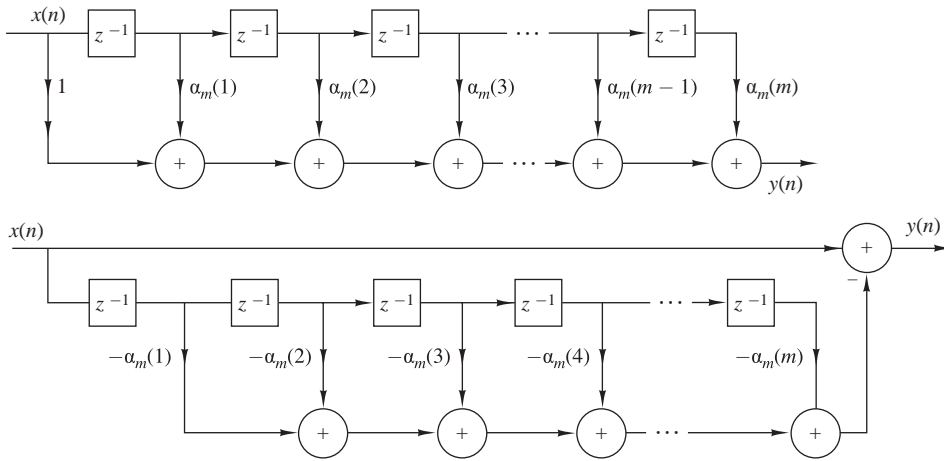 x(n)
z⁻¹ z⁻¹ z⁻¹ ... z⁻¹
1 αₘ(1) αₘ(2) αₘ(3) αₘ(m − 1) αₘ(m)
+ + + ... + +
y(n)
x(n) + y(n)
−
z⁻¹ z⁻¹ z⁻¹ z⁻¹ ... z⁻¹
−αₘ(1) −αₘ(2) −αₘ(3) −αₘ(4) −αₘ(m)
+ + + ... +